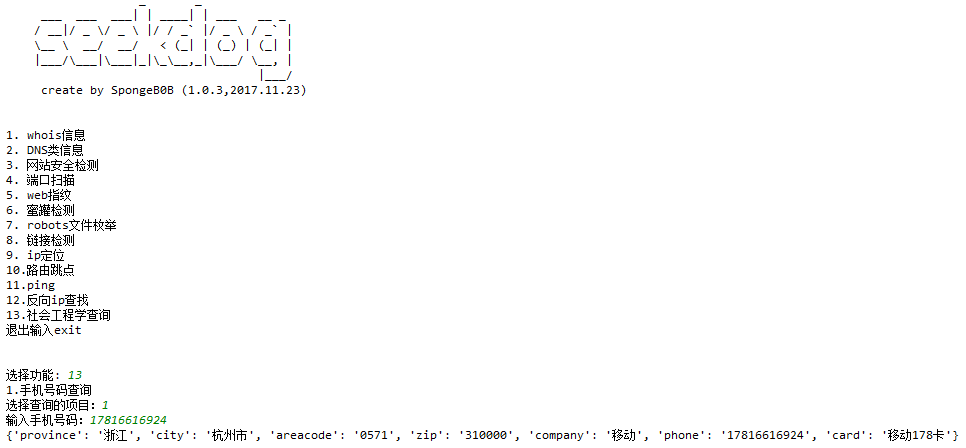 seekdog
create by SpongeB0B (1.0.3,2017.11.23)
1. whois信息
2. DNS类信息
3. 网站安全检测
4. 端口扫描
5. web指纹
6. 蜜罐检测
7. robots文件枚举
8. 链接检测
9. ip定位
10.路由跳点
11.ping
12.反向ip查找
13.社会工程学查询
退出输入exit
选择功能: 13
1.手机号码查询
选择查询的项目: 1
输入手机号码: 17816616924
{'province': '浙江', 'city': '杭州市', 'areacode': '0571', 'zip': '310000', 'company': '移动', 'phone': '17816616924', 'card': '移动178卡'}